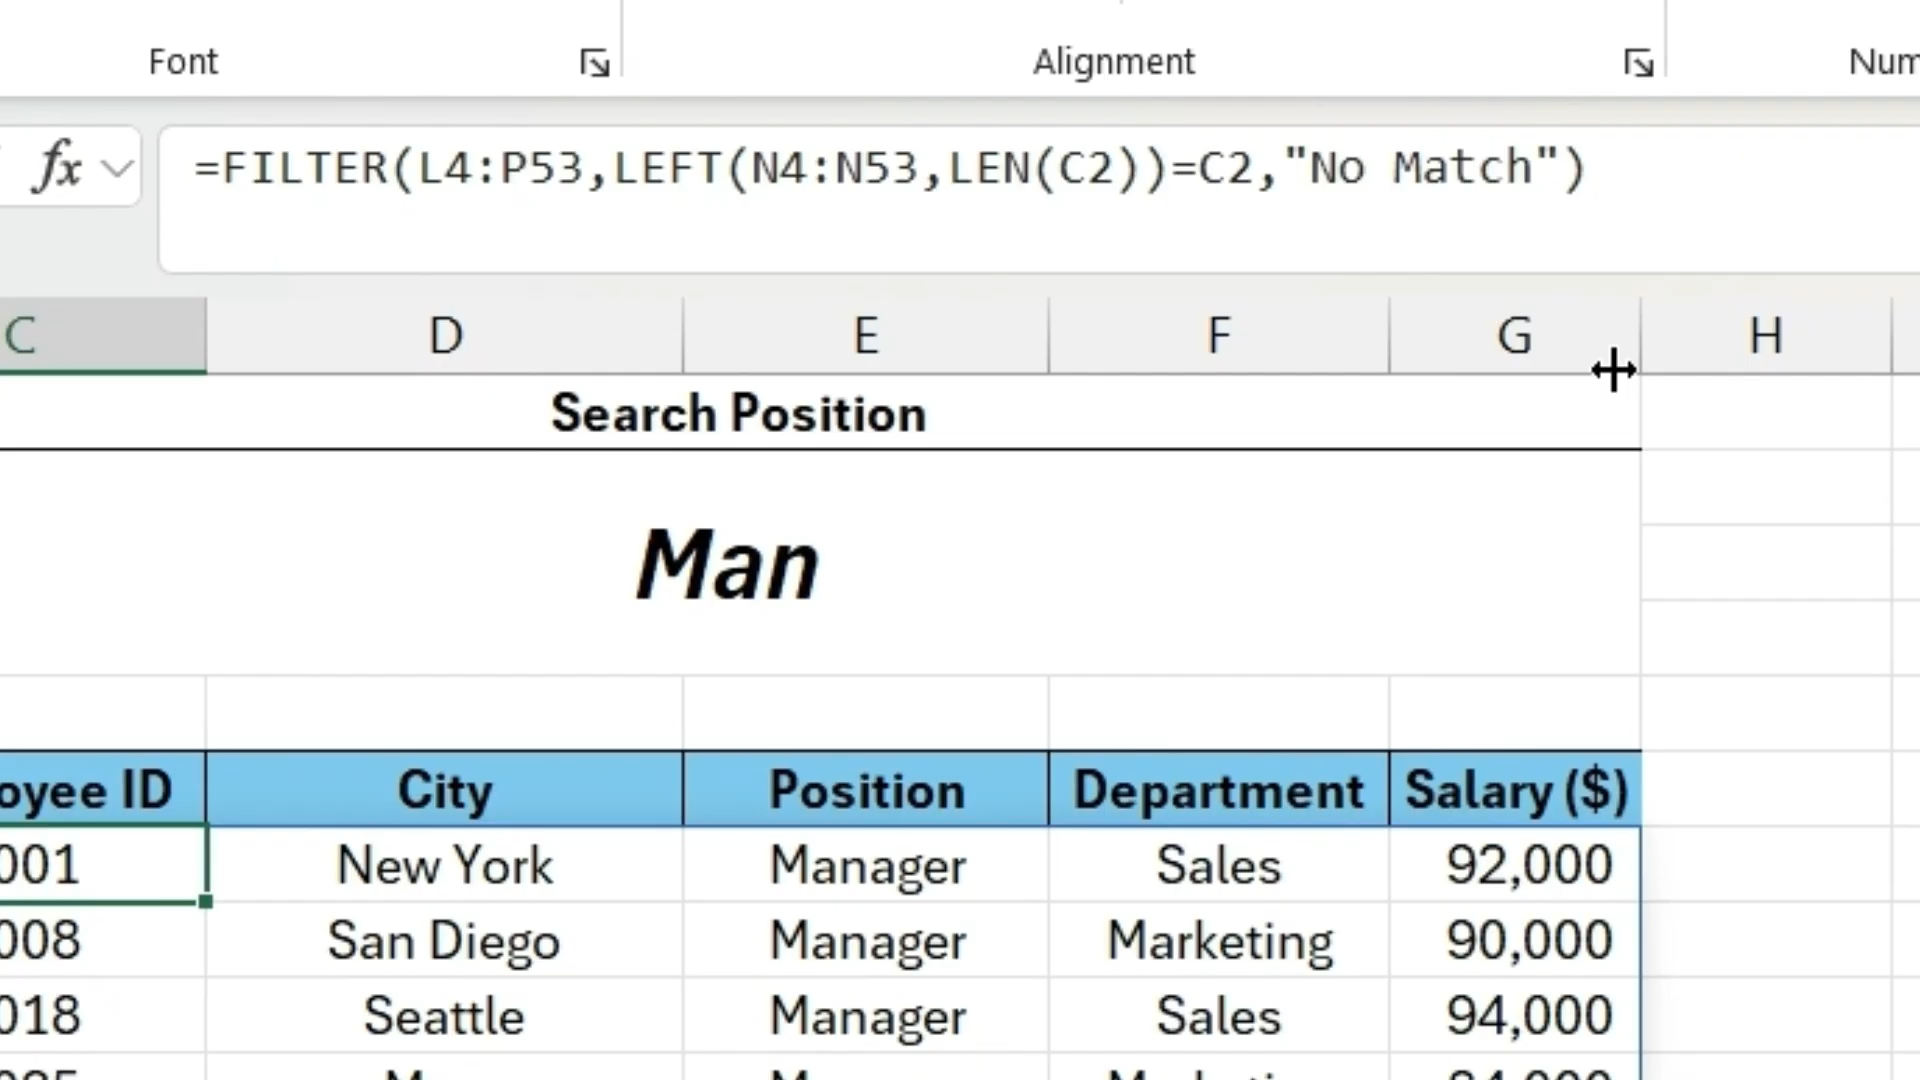 Font Alignment Num
fx =FILTER(L4:P53,LEFT(N4:N53,LEN(C2))=C2,"No Match")
C D E F G H
Search Position
Man
oyee ID City Position Department Salary ($)
001 New York Manager Sales 92,000
008 San Diego Manager Marketing 90,000
018 Seattle Manager Sales 94,000